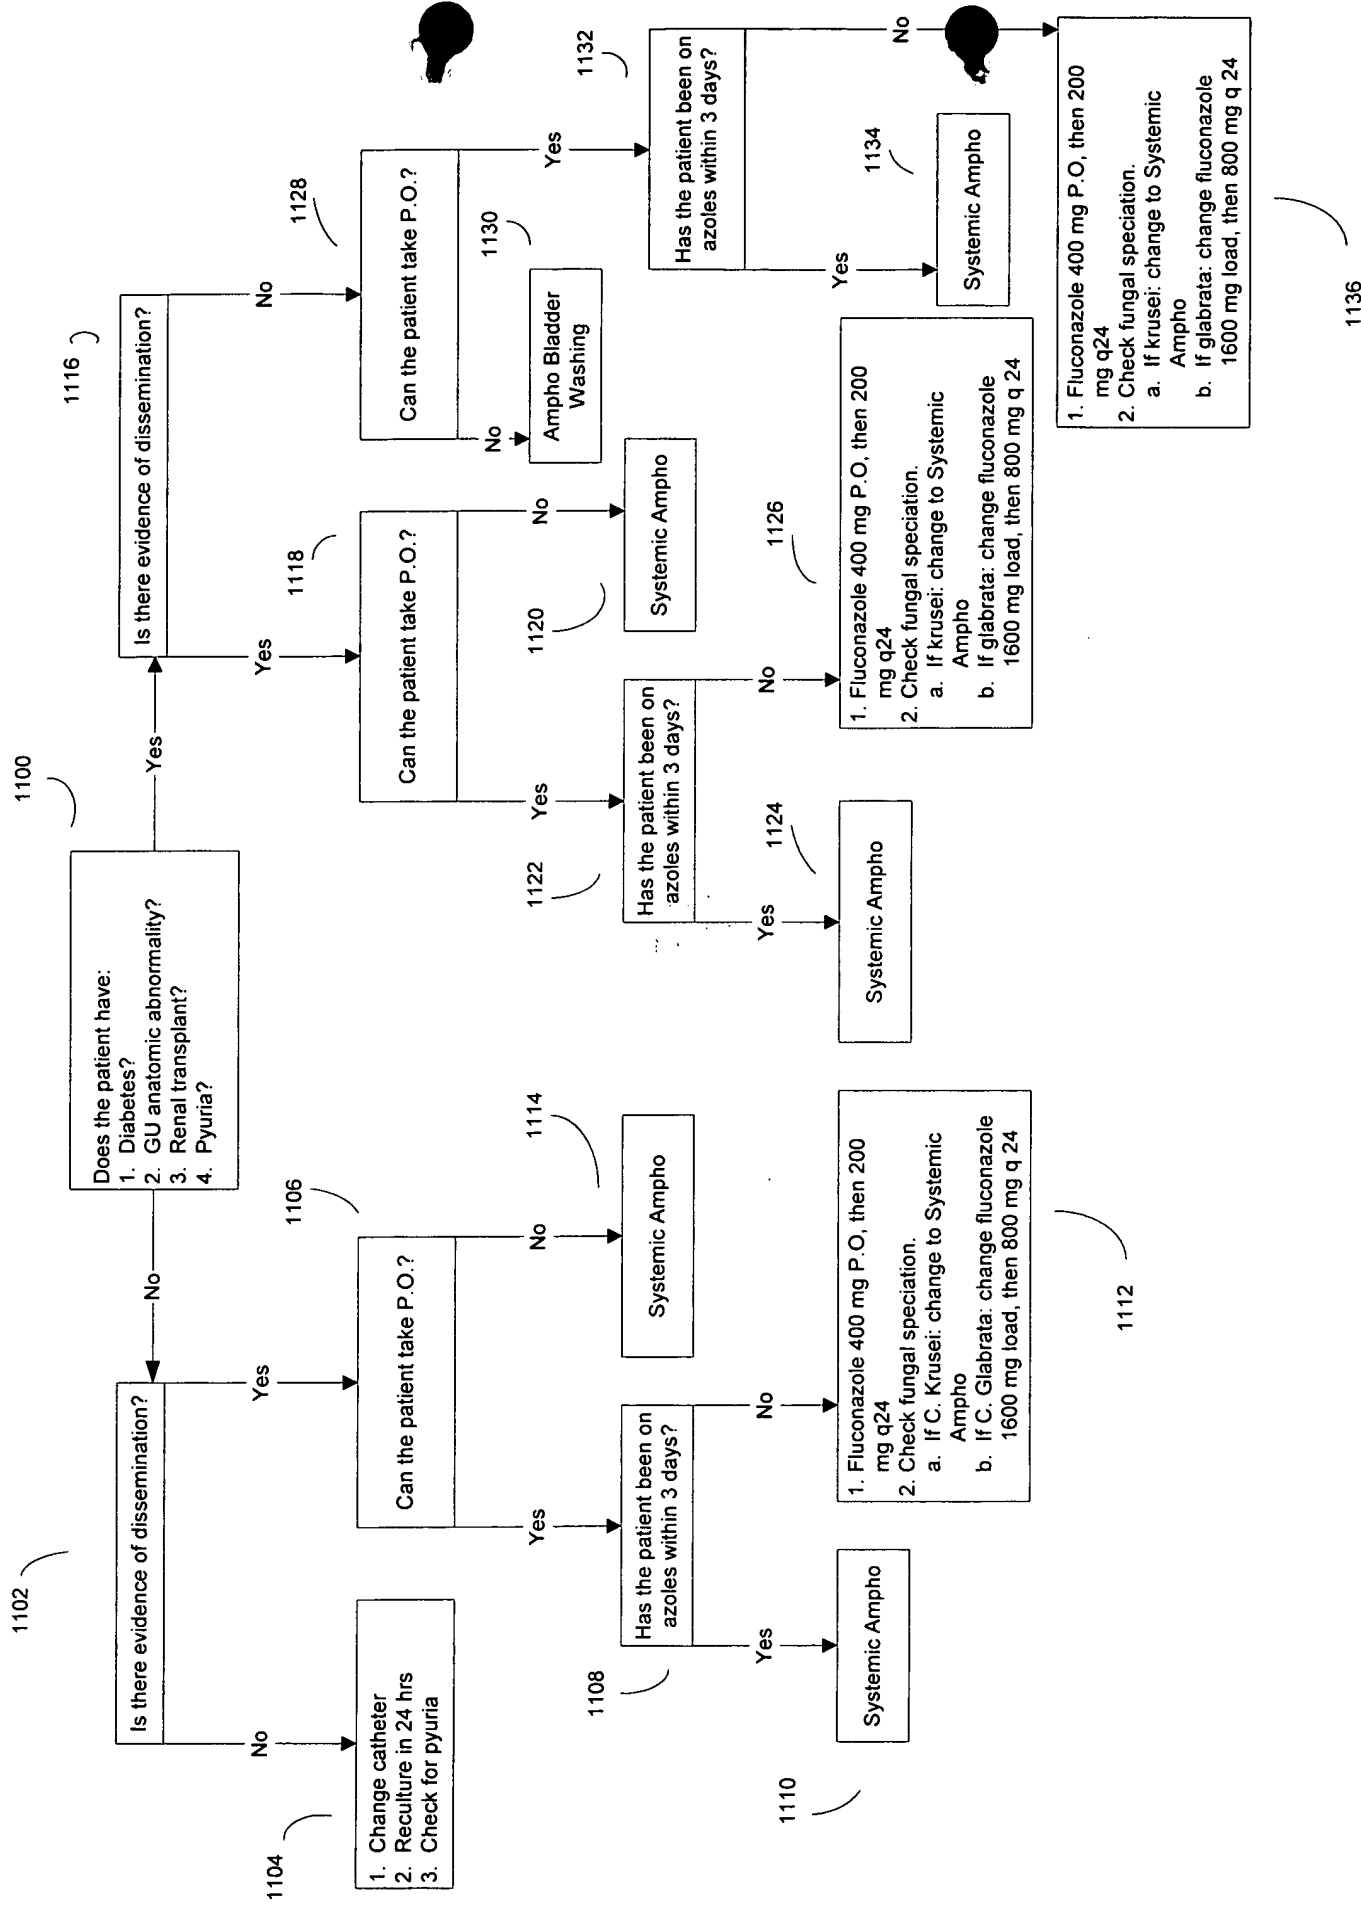 1100
Does the patient have:
1. Diabetes?
2. GU anatomic abnormality?
3. Renal transplant?
4. Pyuria?
No
Yes
1102
Is there evidence of dissemination?
No
Yes
1104
1. Change catheter
2. Reculture in 24 hrs
3. Check for pyuria
1106
Can the patient take P.O.?
Yes
No
1108
Has the patient been on
azoles within 3 days?
Yes
No
1110
Systemic Ampho
1112
1. Fluconazole 400 mg P.O, then 200
mg q24
2. Check fungal speciation.
a. If C. Krusei: change to Systemic
Ampho
b. If C. Glabrata: change fluconazole
1600 mg load, then 800 mg q 24
1114
Systemic Ampho
1116
Is there evidence of dissemination?
Yes
No
1118
Can the patient take P.O.?
Yes
No
1120
Systemic Ampho
1122
Has the patient been on
azoles within 3 days?
Yes
No
1124
Systemic Ampho
1126
1. Fluconazole 400 mg P.O, then 200
mg q24
2. Check fungal speciation.
a. If krusei: change to Systemic
Ampho
b. If glabrata: change fluconazole
1600 mg load, then 800 mg q 24
1128
Can the patient take P.O.?
No
Yes
1130
Ampho Bladder
Washing
1132
Has the patient been on
azoles within 3 days?
Yes
No
1134
Systemic Ampho
1136
1. Fluconazole 400 mg P.O, then 200
mg q24
2. Check fungal speciation.
a. If krusei: change to Systemic
Ampho
b. If glabrata: change fluconazole
1600 mg load, then 800 mg q 24